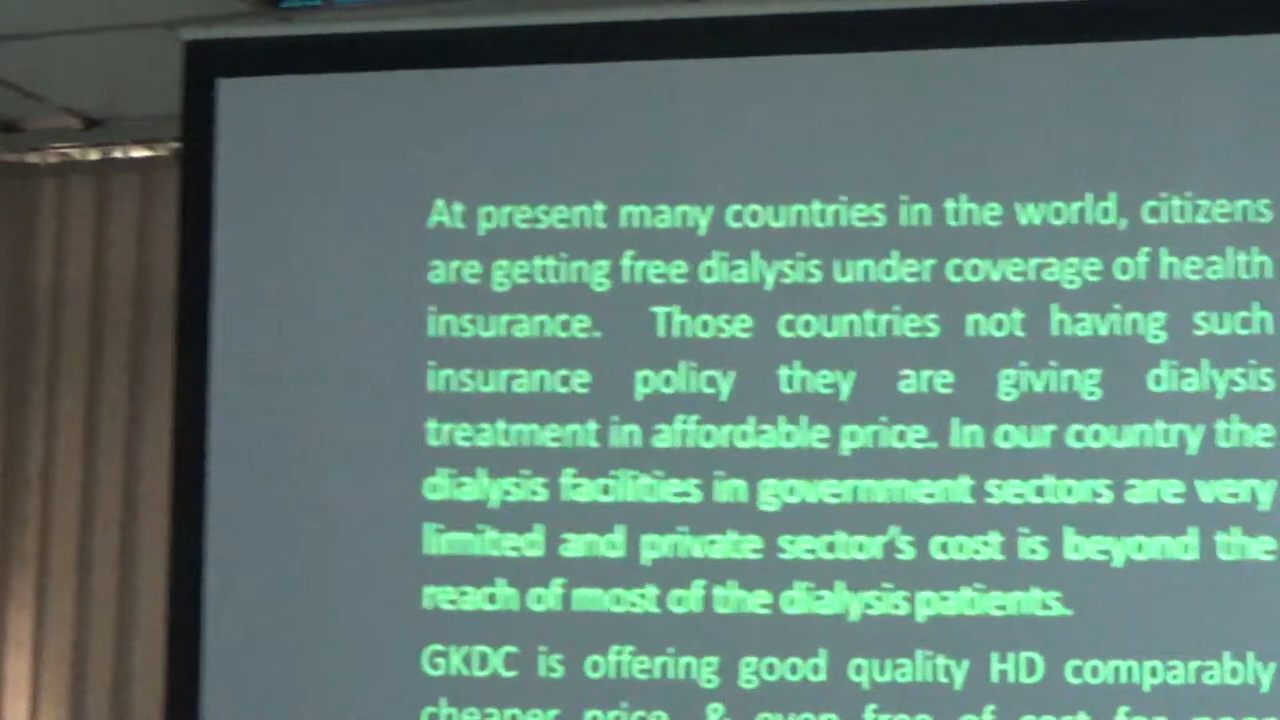 At present many countries in the world, citizens
are getting free dialysis under coverage of health
insurance. Those countries not having such
insurance policy they are giving dialysis
treatment in affordable price. In our country the
dialysis facilities in government sectors are very
limited and private sector's cost is beyond the
reach of most of the dialysis patients.
GKDC is offering good quality HD comparably
cheaper price & even free of cost for